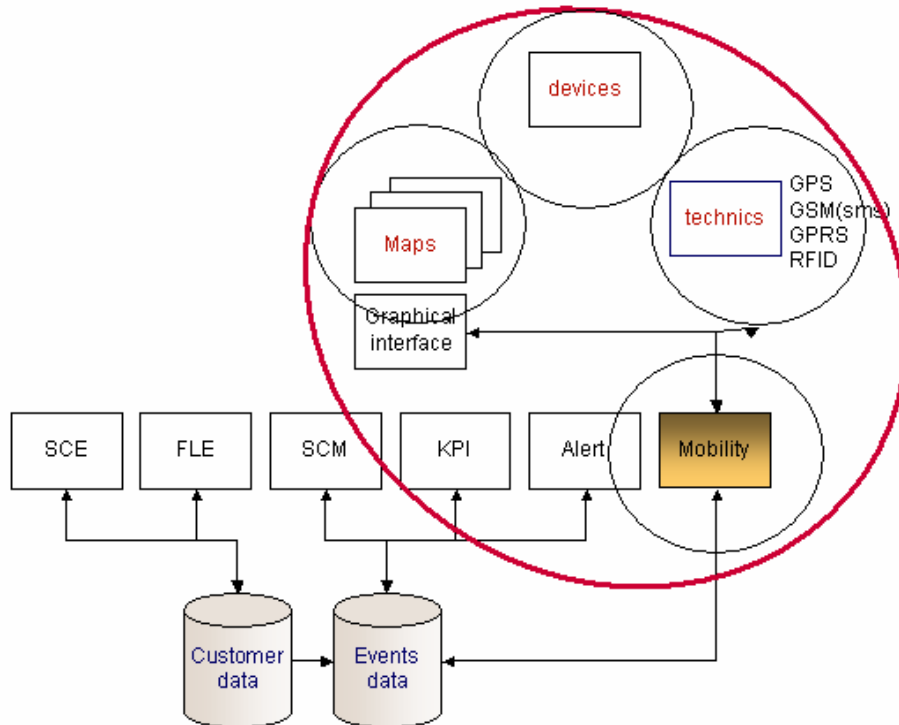 devices
GPS
GSM(sms)
GPRS
RFID
technics
Maps
Graphical
interface
SCE
FLE
SCM
KPI
Alert
Mobility
Customer
data
Events
data